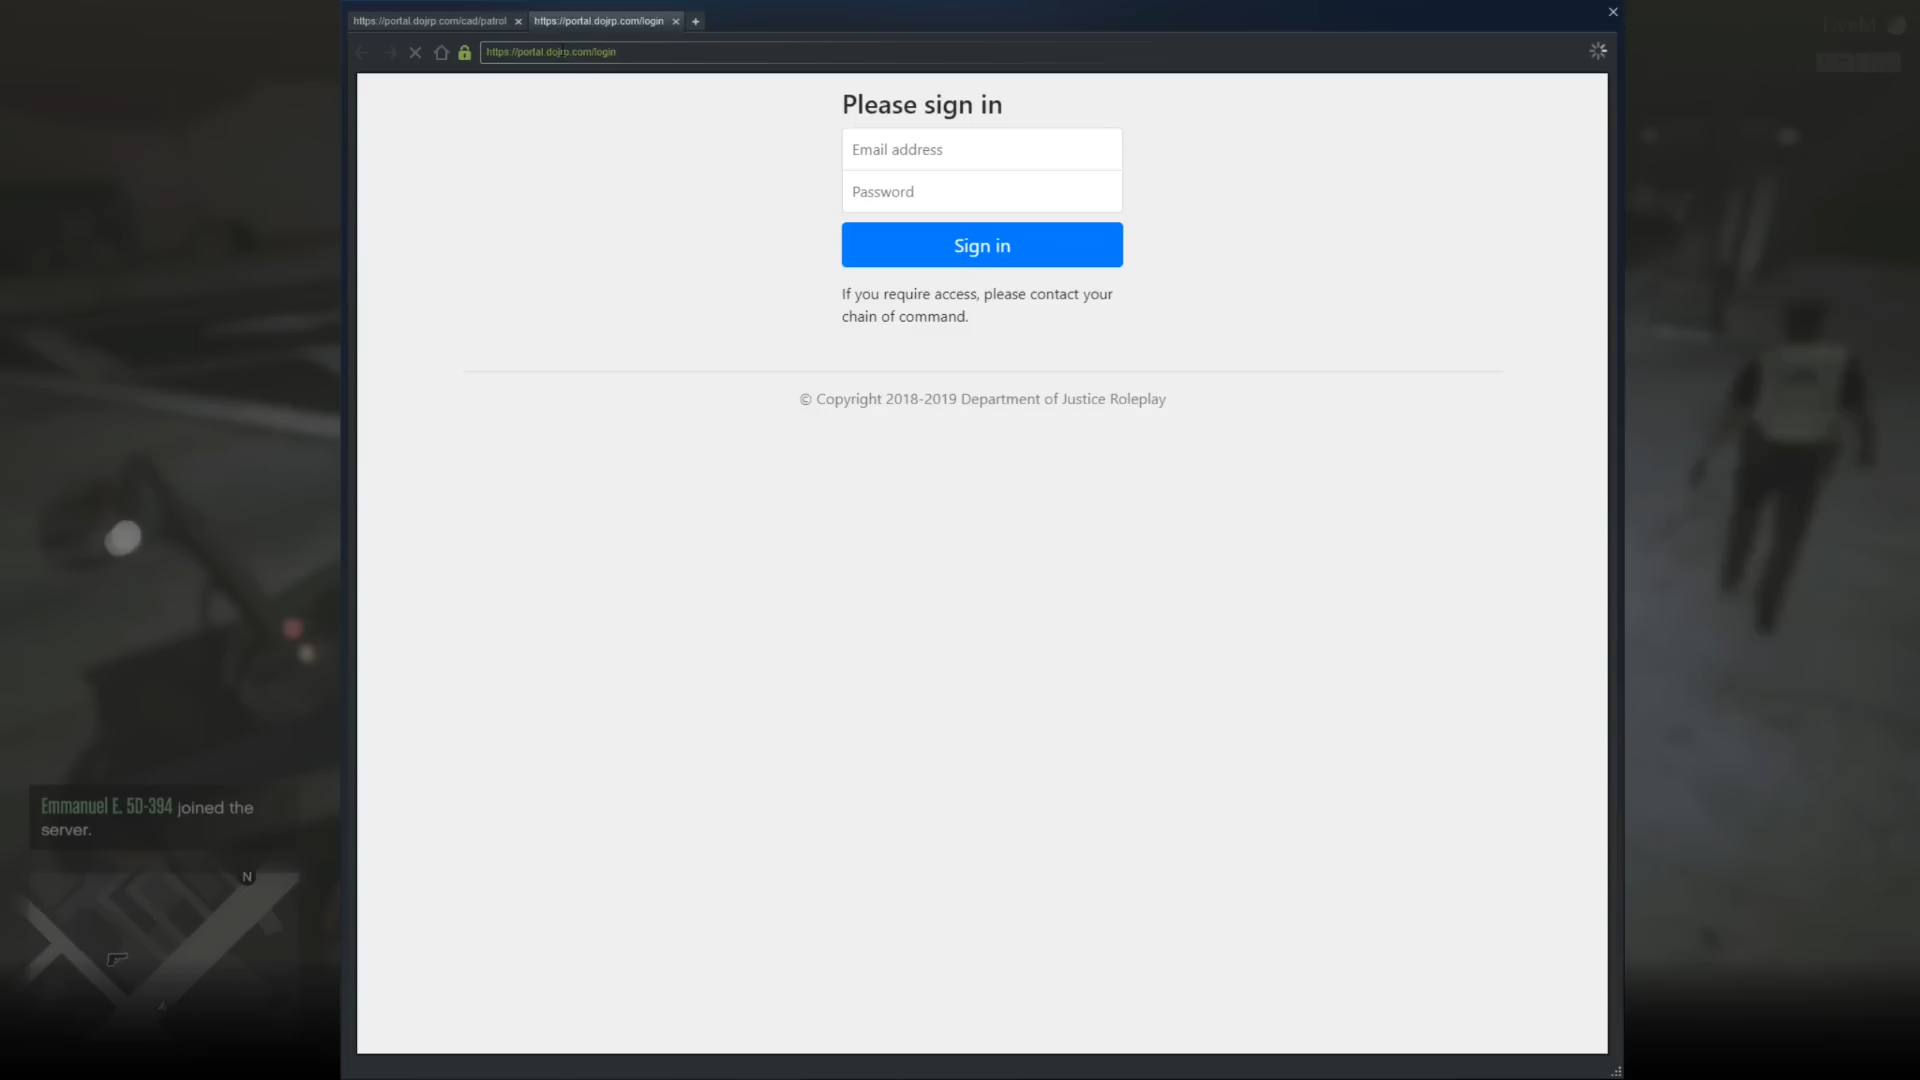 https://portal.dojrp.com/cad/patrol
https://portal.dojrp.com/login
https://portal.dojrp.com/login
LiveM
Please sign in
Email address
Password
Sign in
If you require access, please contact your
chain of command.
© Copyright 2018-2019 Department of Justice Roleplay
Emmanuel E. 5D-394 joined the
server.
N